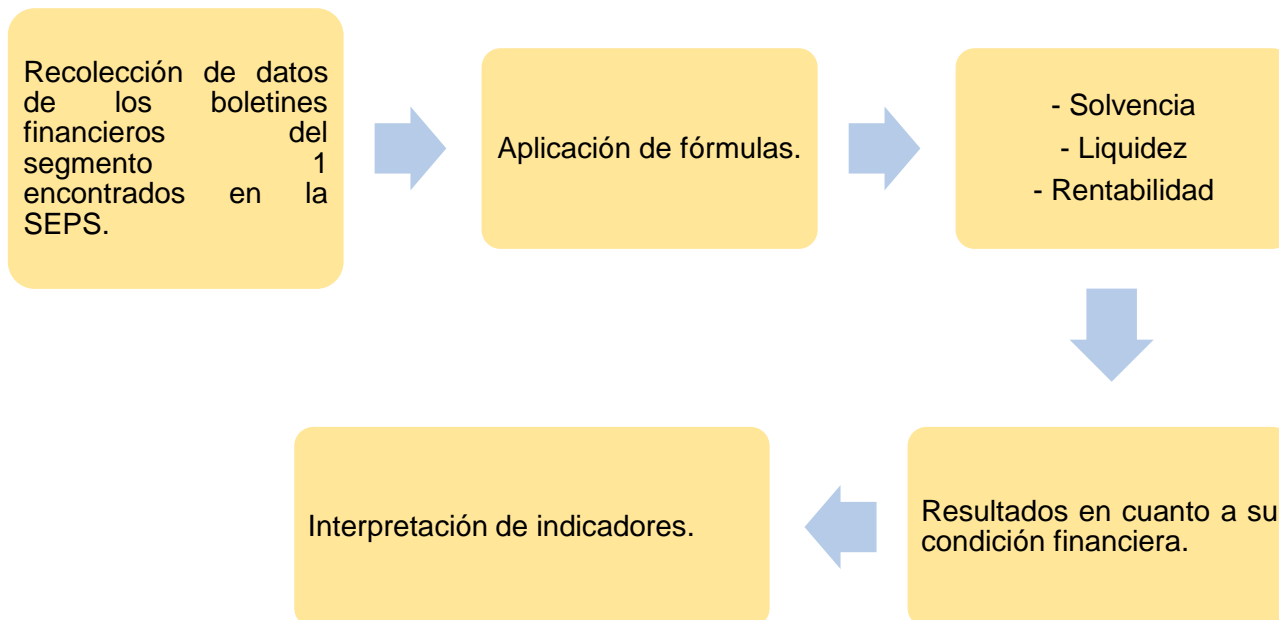 Recolección de datos
de los boletines
financieros del
segmento 1
encontrados en la
SEPS.
Aplicación de fórmulas.
- Solvencia
- Liquidez
- Rentabilidad
Interpretación de indicadores.
Resultados en cuanto a su
condición financiera.